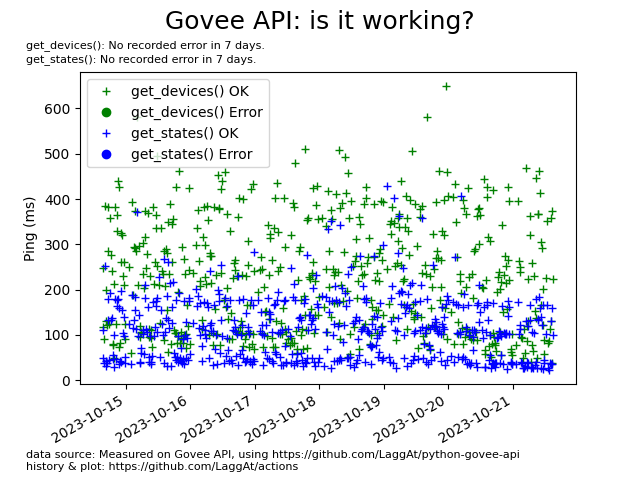 Govee API: is it working?
get_devices(): No recorded error in 7 days.
get_states(): No recorded error in 7 days.
get_devices() OK
get_devices() Error
get_states() OK
get_states() Error
Ping (ms)
600
500
400
300
200
100
0
2023-10-15
2023-10-16
2023-10-17
2023-10-18
2023-10-19
2023-10-20
2023-10-21
data source: Measured on Govee API, using https://github.com/LaggAt/python-govee-api
history & plot: https://github.com/LaggAt/actions